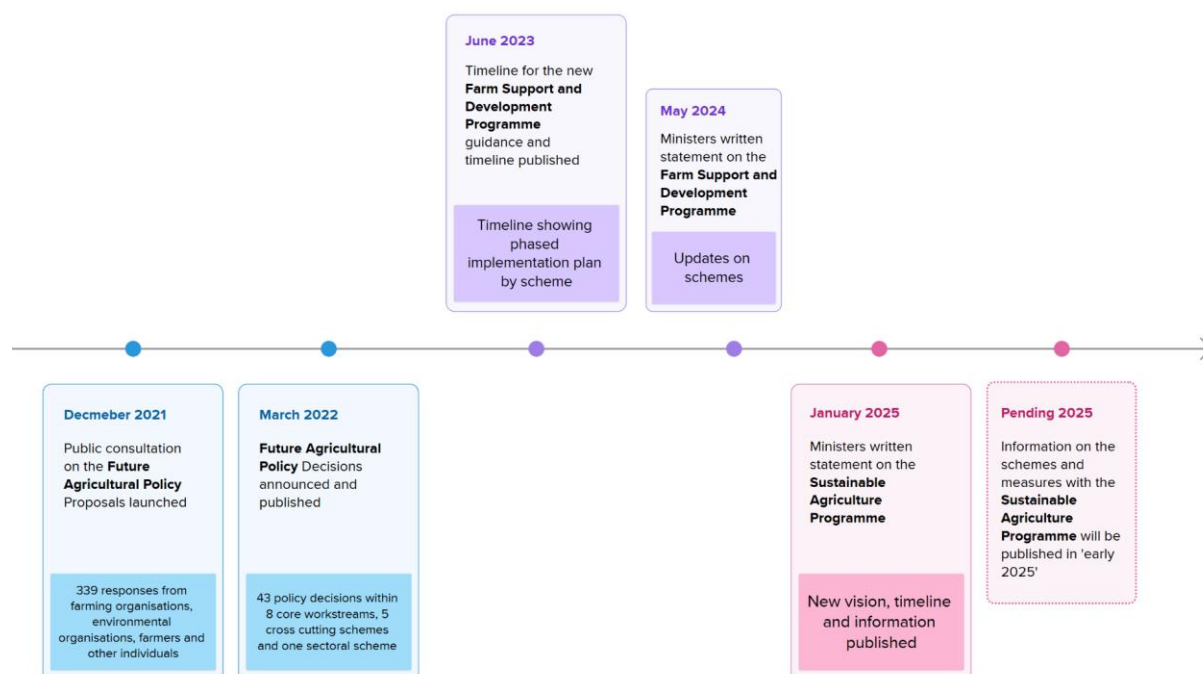 June 2023
Timeline for the new
Farm Support and
Development
Programme
guidance and
timeline published
Timeline showing
phased
implementation plan
by scheme
May 2024
Ministers written
statement on the
Farm Support and
Development
Programme
Updates on
schemes
Decmeber 2021
Public consultation
on the Future
Agricultural Policy
Proposals launched
339 responses from
farming organisations,
environmental
organisations, farmers and
other individuals
March 2022
Future Agricultural
Policy Decisions
announced and
published
43 policy decisions within
8 core workstreams, 5
cross cutting schemes
and one sectoral scheme
January 2025
Ministers written
statement on the
Sustainable
Agriculture
Programme
New vision, timeline
and information
published
Pending 2025
Information on the
schemes and
measures with the
Sustainable
Agriculture
Programme will be
published in 'early
2025'